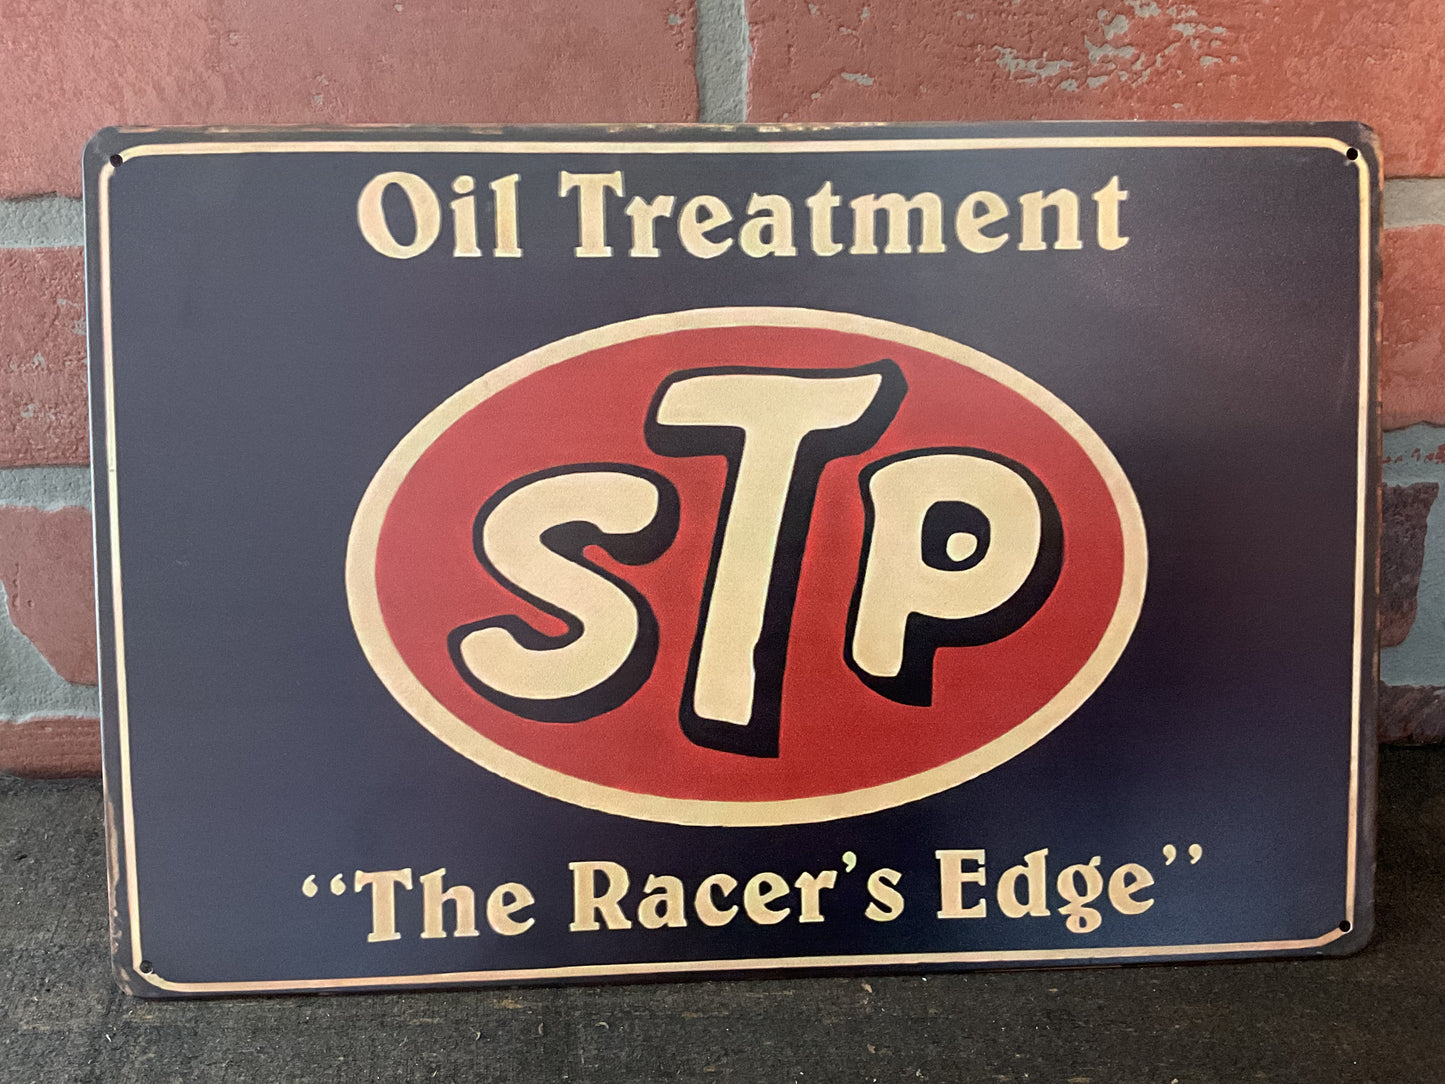 Oil Treatment
STP
“The Racer’s Edge”